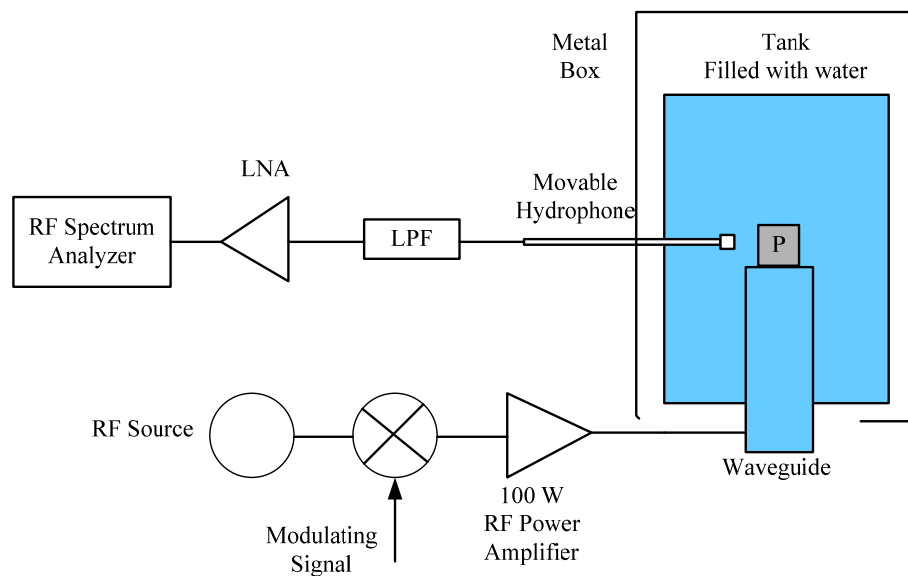 Metal
Box
Tank
Filled with water
LNA
Movable
Hydrophone
RF Spectrum
Analyzer
LPF
P
RF Source
Waveguide
100 W
RF Power
Amplifier
Modulating
Signal